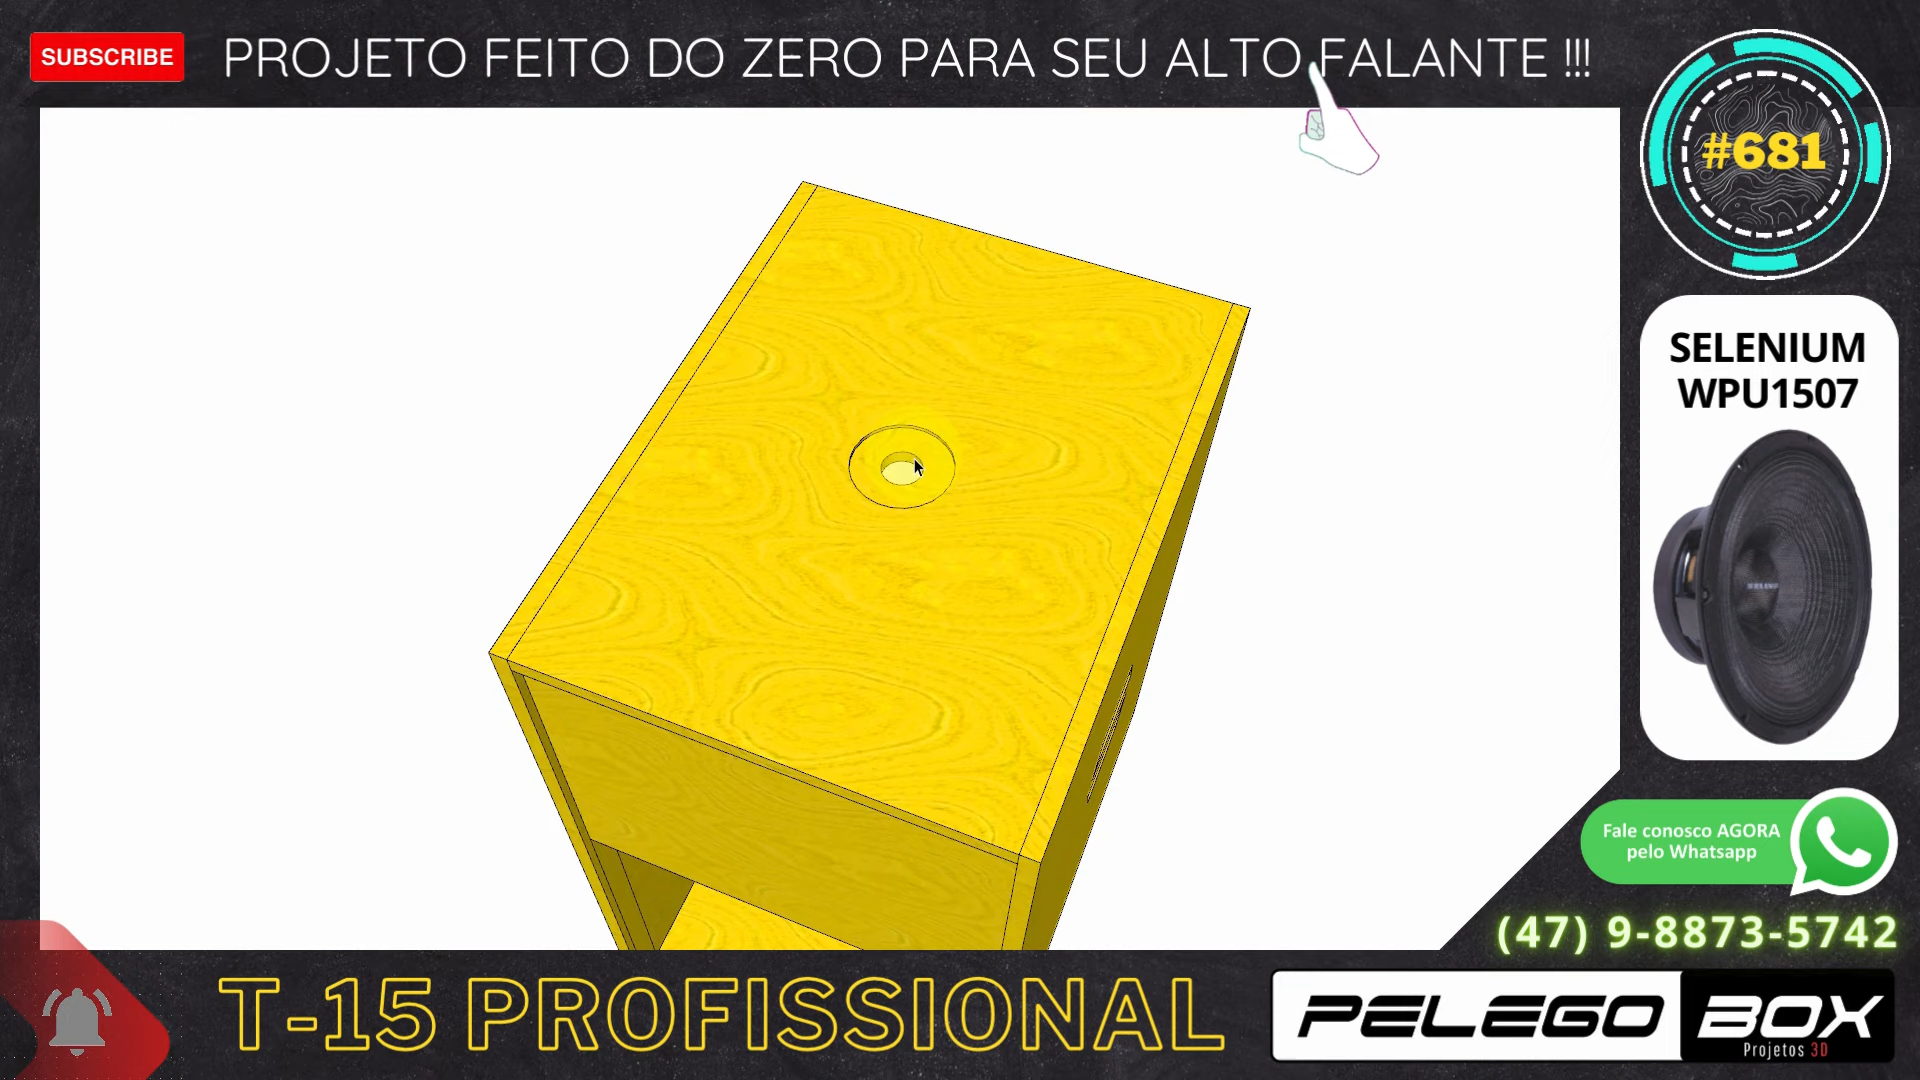 SUBSCRIBE
PROJETO FEITO DO ZERO PARA SEU ALTO FALANTE !!!
#681
SELENIUM
WPU1507
Fale conosco AGORA
pelo Whatsapp
(47) 9-8873-5742
T-15 PROFISSIONAL
PELEGO BOX
Projetos 3D